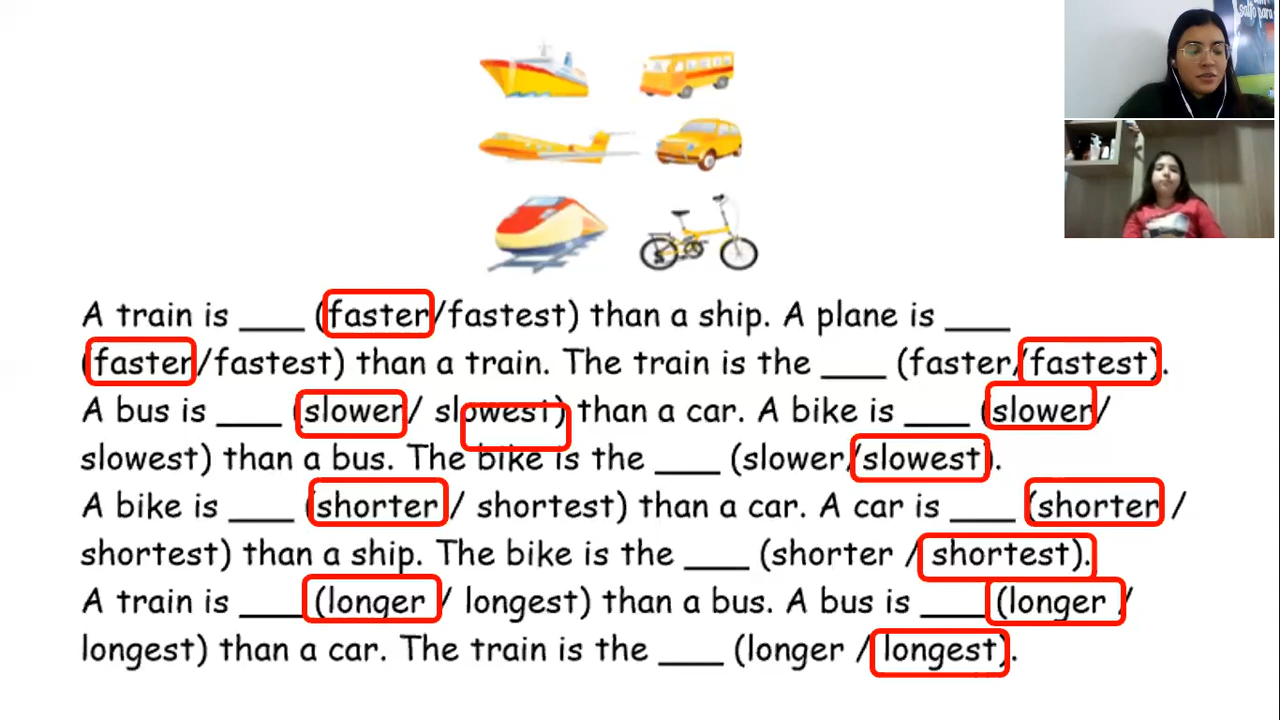 salto para
A train is ____ (faster/fastest) than a ship. A plane is ____
(faster/fastest) than a train. The train is the ____ (faster/fastest).
A bus is ____ (slower/ slowest) than a car. A bike is ____ (slower/
slowest) than a bus. The bike is the ____ (slower/slowest).
A bike is ____ (shorter / shortest) than a car. A car is ____ (shorter /
shortest) than a ship. The bike is the ____ (shorter / shortest).
A train is ____ (longer / longest) than a bus. A bus is ____ (longer /
longest) than a car. The train is the ____ (longer / longest).